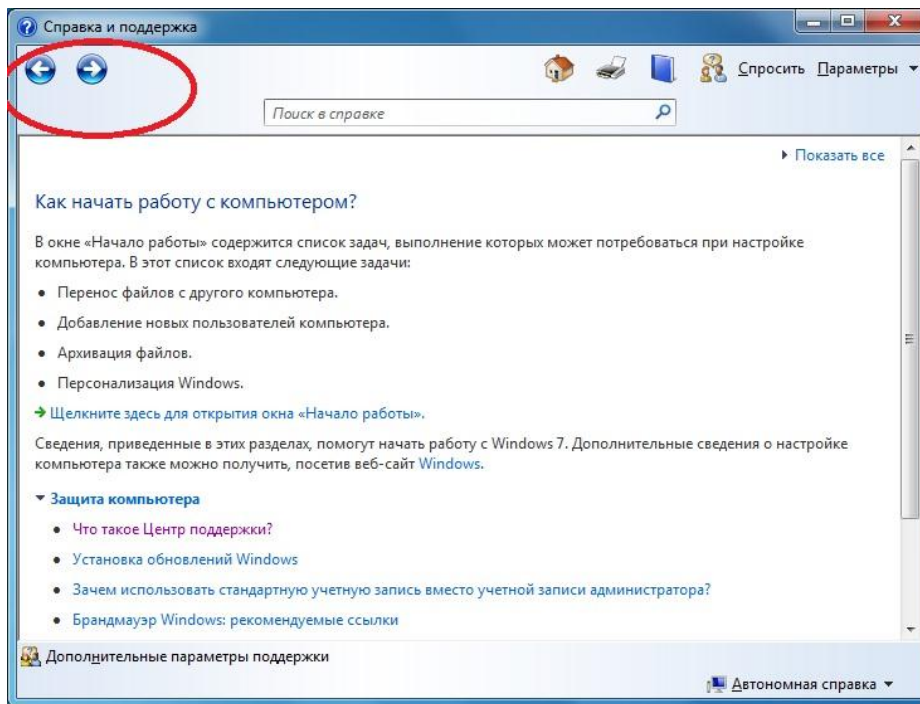 Справка и поддержка
Спросить Параметры
Поиск в справке
Показать все
Как начать работу с компьютером?
В окне «Начало работы» содержится список задач, выполнение которых может потребоваться при настройке
компьютера. В этот список входят следующие задачи:
Перенос файлов с другого компьютера.
Добавление новых пользователей компьютера.
Архивация файлов.
Персонализация Windows.
Щелкните здесь для открытия окна «Начало работы».
Сведения, приведенные в этих разделах, помогут начать работу с Windows 7. Дополнительные сведения о настройке
компьютера также можно получить, посетив веб-сайт Windows.
Защита компьютера
Что такое Центр поддержки?
Установка обновлений Windows
Зачем использовать стандартную учетную запись вместо учетной записи администратора?
Брандмауэр Windows: рекомендуемые ссылки
Дополнительные параметры поддержки
Автономная справка